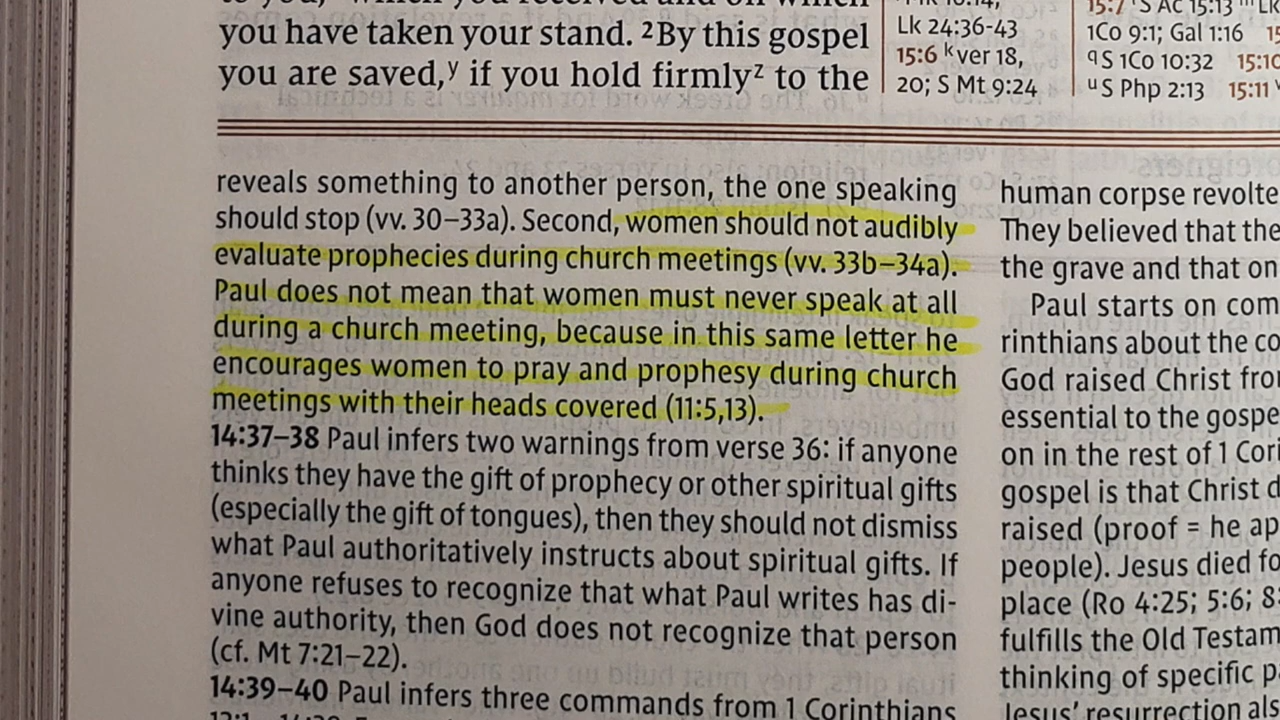 you have taken your stand. ²By this gospel
you are saved,ʸ if you hold firmlyᶻ to the
Lk 24:36-43
15:6 ᵏver 18,
20; S Mt 9:24
1Co 9:1; Gal 1:16
qS 1Co 10:32
ᵘS Php 2:13 15:11
reveals something to another person, the one speaking
should stop (vv. 30–33a). Second, women should not audibly
evaluate prophecies during church meetings (vv. 33b–34a).
Paul does not mean that women must never speak at all
during a church meeting, because in this same letter he
encourages women to pray and prophesy during church
meetings with their heads covered (11:5,13).
14:37–38 Paul infers two warnings from verse 36: if anyone
thinks they have the gift of prophecy or other spiritual gifts
(especially the gift of tongues), then they should not dismiss
what Paul authoritatively instructs about spiritual gifts. If
anyone refuses to recognize that what Paul writes has di-
vine authority, then God does not recognize that person
(cf. Mt 7:21–22).
14:39–40 Paul infers three commands from 1 Corinthians
human corpse revolte
They believed that the
the grave and that on
Paul starts on com
rinthians about the co
God raised Christ fro
essential to the gospe
on in the rest of 1 Cor
gospel is that Christ d
raised (proof = he ap
people). Jesus died fo
place (Ro 4:25; 5:6; 8:
fulfills the Old Testam
thinking of specific p
Jesus' resurrection als